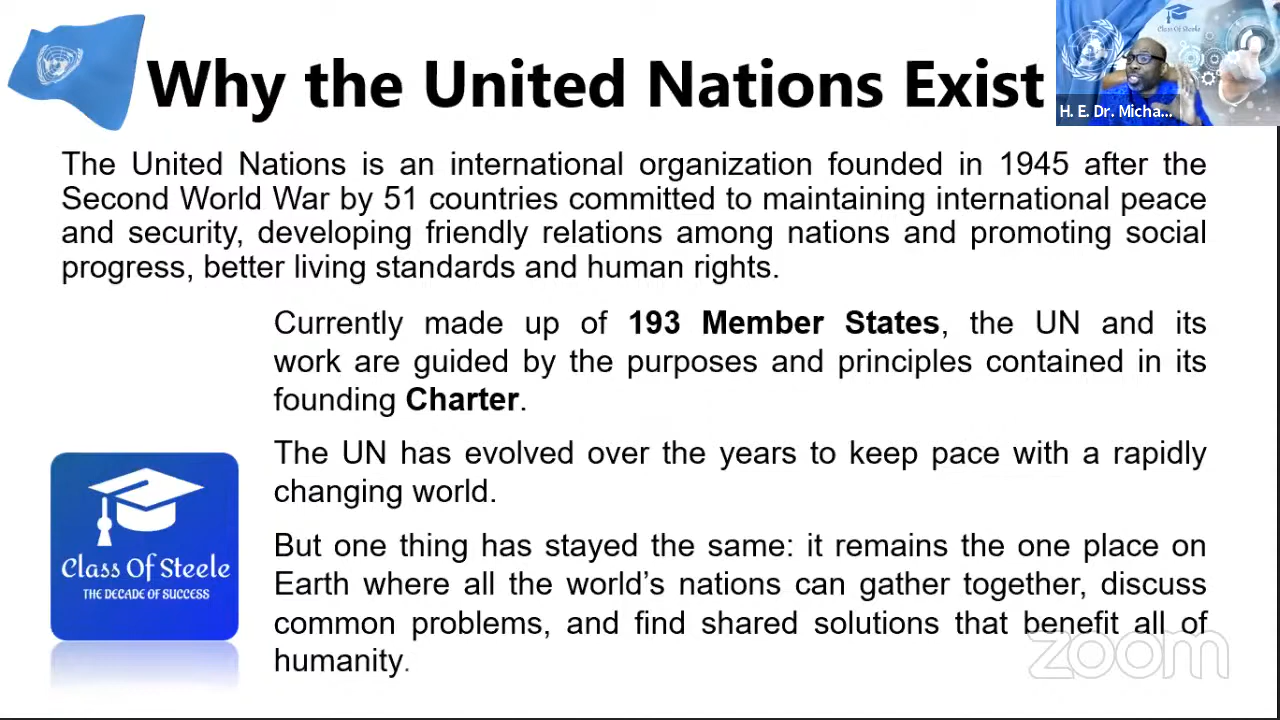 Why the United Nations Exist
Class Of Steele
H. E. Dr. Micha...
The United Nations is an international organization founded in 1945 after the
Second World War by 51 countries committed to maintaining international peace
and security, developing friendly relations among nations and promoting social
progress, better living standards and human rights.
Currently made up of 193 Member States, the UN and its
work are guided by the purposes and principles contained in its
founding Charter.
The UN has evolved over the years to keep pace with a rapidly
changing world.
But one thing has stayed the same: it remains the one place on
Earth where all the world’s nations can gather together, discuss
common problems, and find shared solutions that benefit all of
humanity.
Class Of Steele
THE DECADE OF SUCCESS
zoom